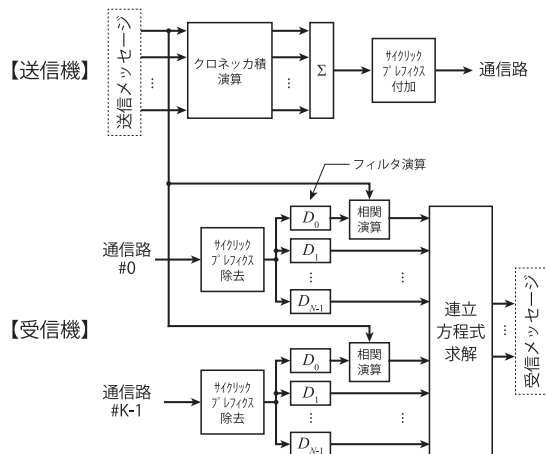 【送信機】
送信メッセージ
⋮
クロネッカ積
演算
⋮
Σ
サイクリック
プレフィクス
付加
通信路
フィルタ演算
通信路
#0
サイクリック
プレフィクス
除去
D0
D1
⋮
DN-1
相関
演算
⋮
連立
方程式
求解
⋮
受信メッセージ
【受信機】
通信路
#K-1
サイクリック
プレフィクス
除去
D0
D1
⋮
DN-1
相関
演算
⋮